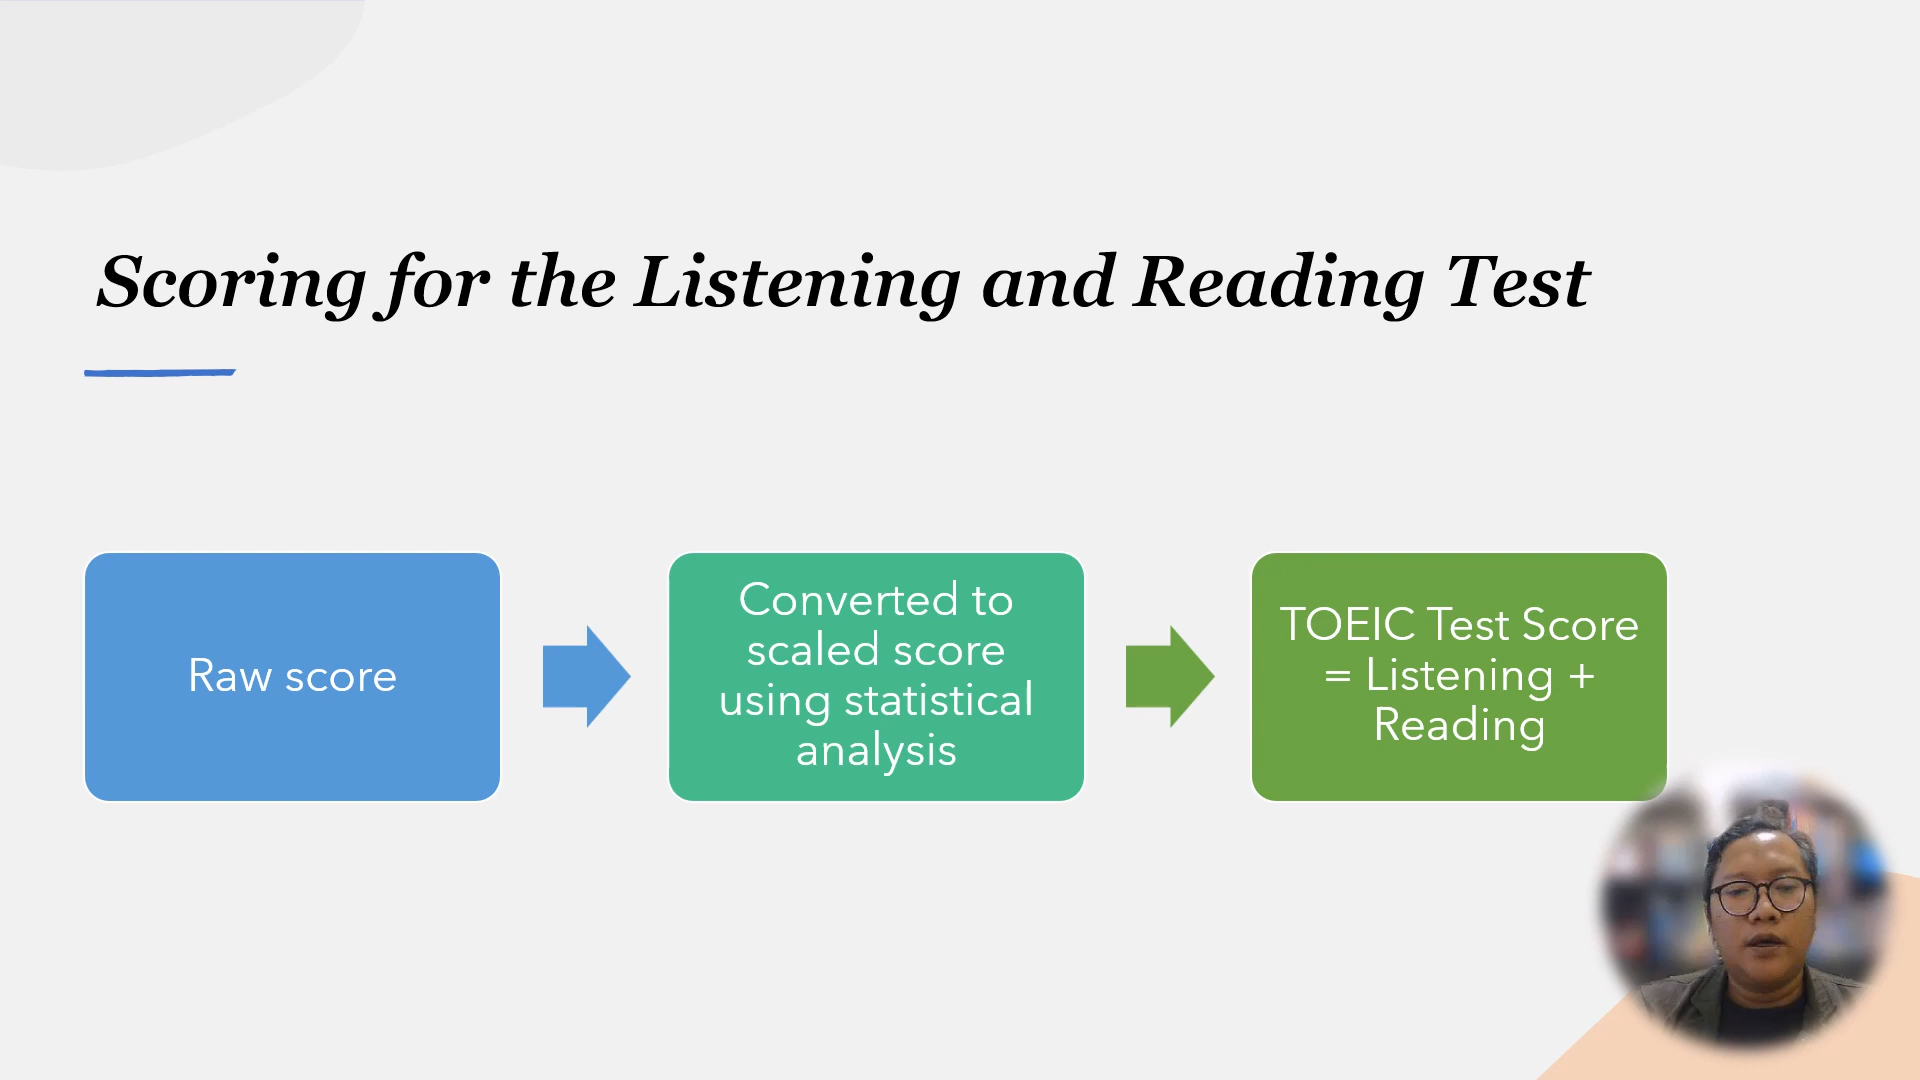 Scoring for the Listening and Reading Test
Raw score
Converted to
scaled score
using statistical
analysis
TOEIC Test Score
= Listening +
Reading